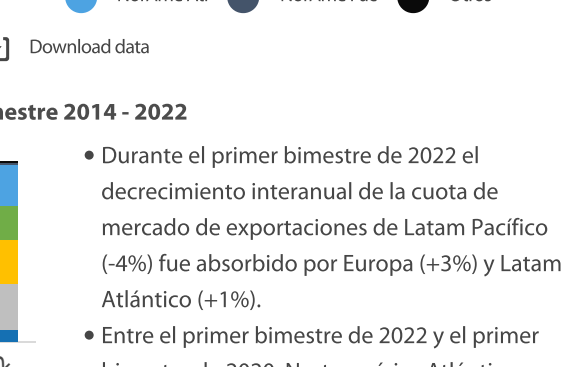 Download data
mestre 2014 - 2022
• Durante el primer bimestre de 2022 el
decrecimiento interanual de la cuota de
mercado de exportaciones de Latam Pacífico
(-4%) fue absorbido por Europa (+3%) y Latam
Atlántico (+1%).
• Entre el primer bimestre de 2022 y el primer